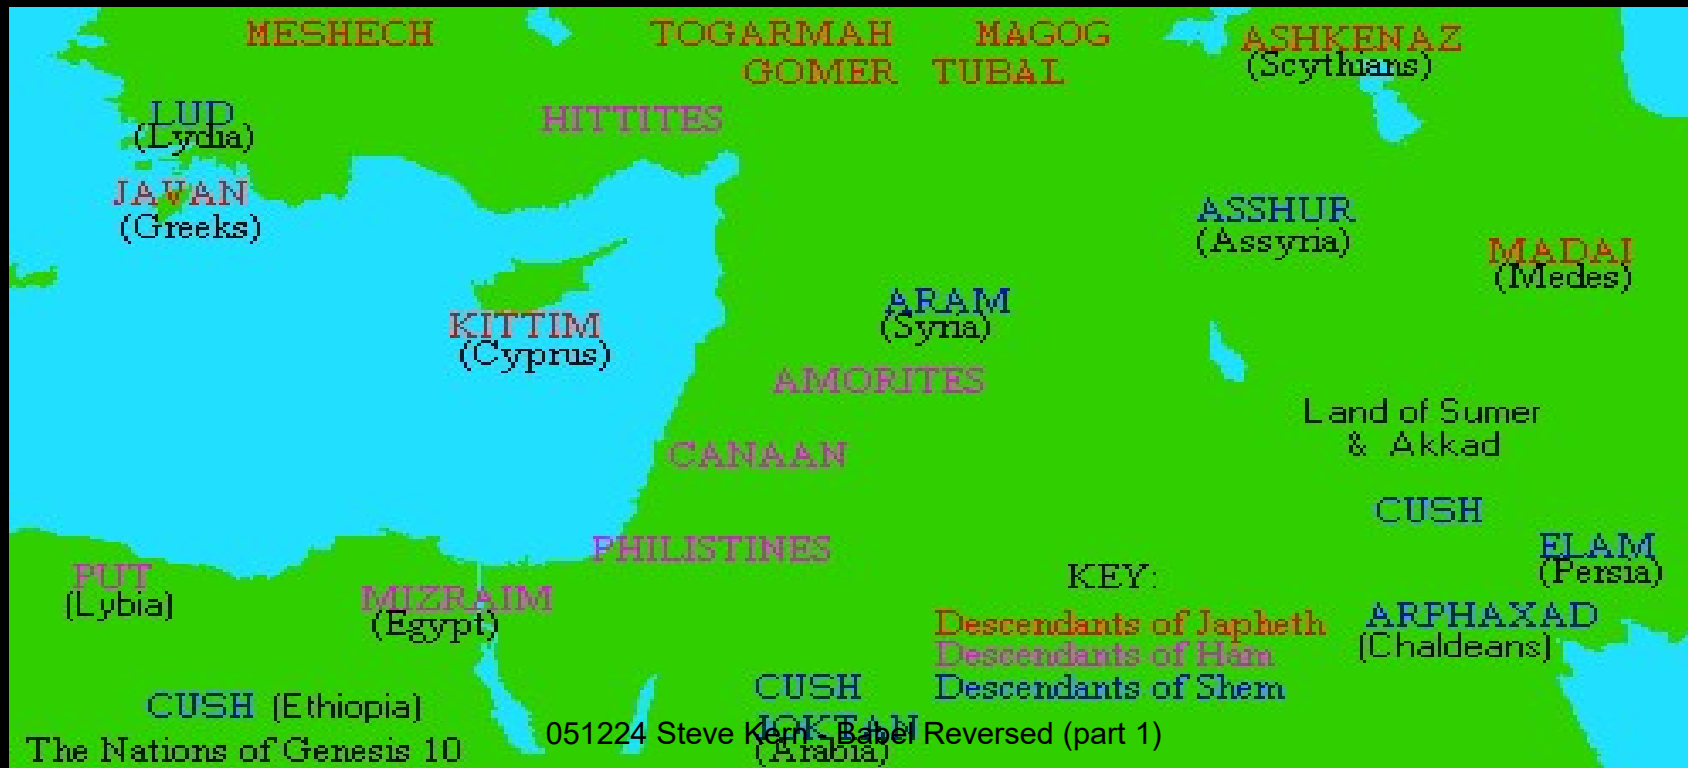 MESHECH
TOGARMAH
MAGOG
ASHKENAZ
(Scythians)
GOMER
TUBAL
LUD
(Lydia)
HITTITES
JAVAN
(Greeks)
ASSHUR
(Assyria)
MADAI
(Medes)
KITTIM
(Cyprus)
ARAM
(Syria)
AMORITES
Land of Sumer
& Akkad
CANAAN
CUSH
PHILISTINES
ELAM
(Persia)
PUT
(Lybia)
MIZRAIM
(Egypt)
KEY:
Descendants of Japheth
Descendants of Ham
Descendants of Shem
ARPHAXAD
(Chaldeans)
CUSH (Ethiopia)
CUSH
JOKTAN
(Arabia)
The Nations of Genesis 10
051224 Steve Kern - Babel Reversed (part 1)